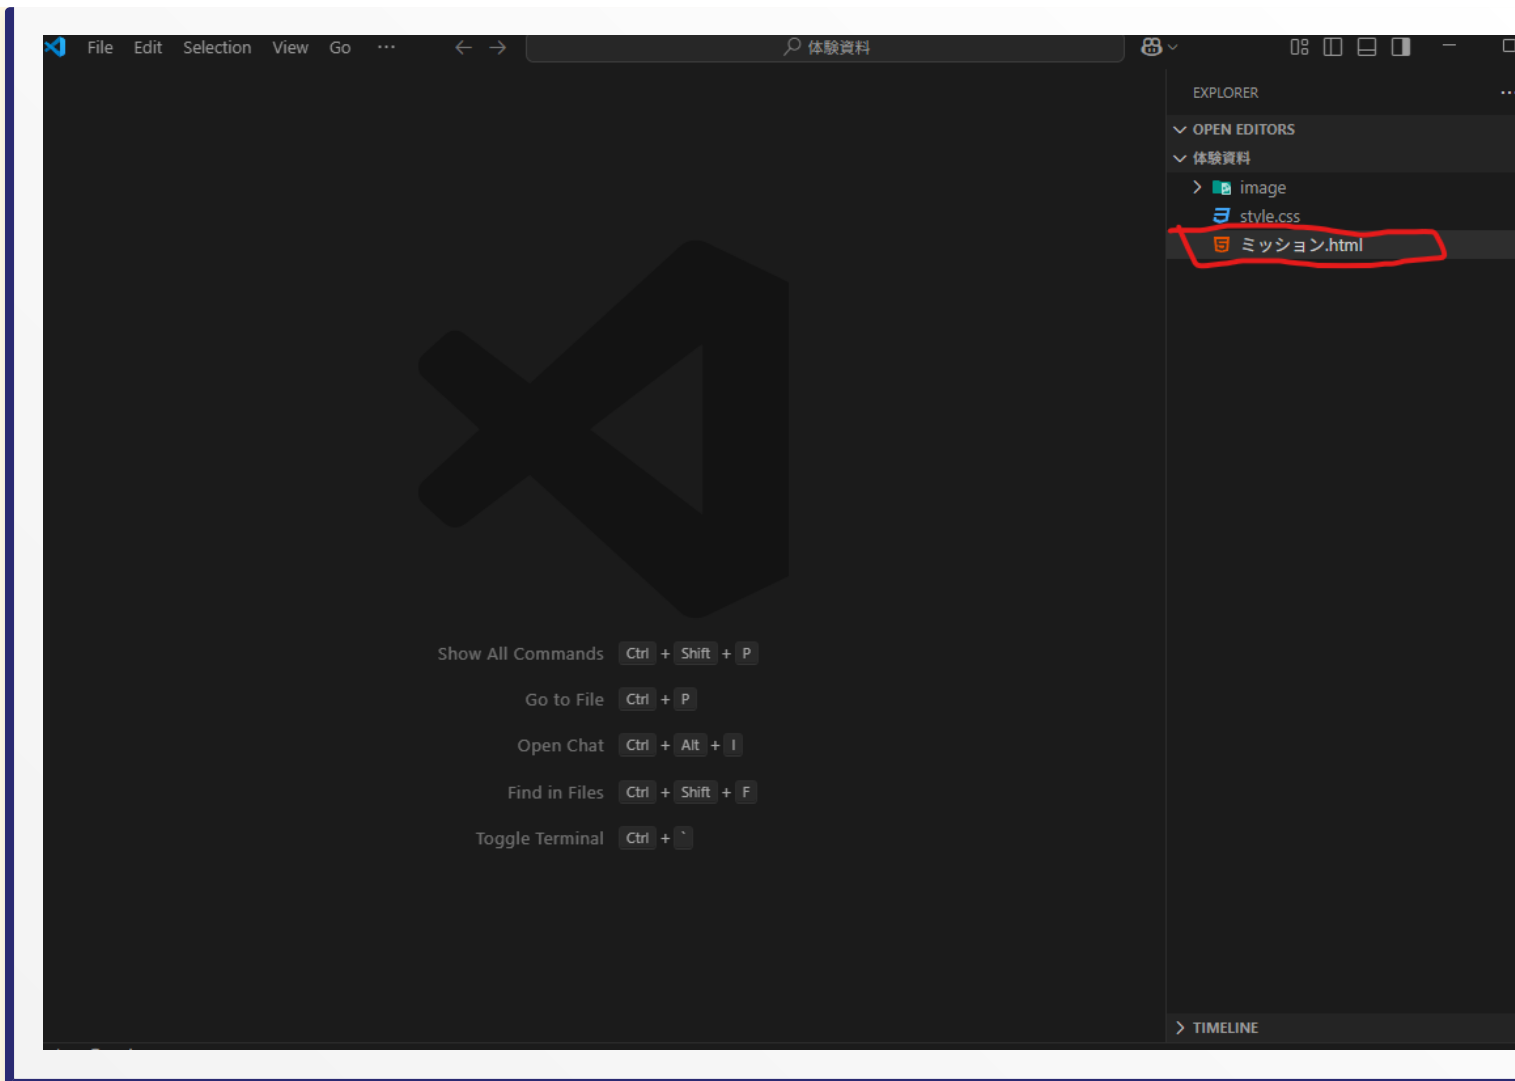 File Edit Selection View Go ··· 体験資料
EXPLORER ···
OPEN EDITORS
体験資料
image
style.css
ミッション.html
Show All Commands Ctrl + Shift + P
Go to File Ctrl + P
Open Chat Ctrl + Alt + I
Find in Files Ctrl + Shift + F
Toggle Terminal Ctrl + `
TIMELINE